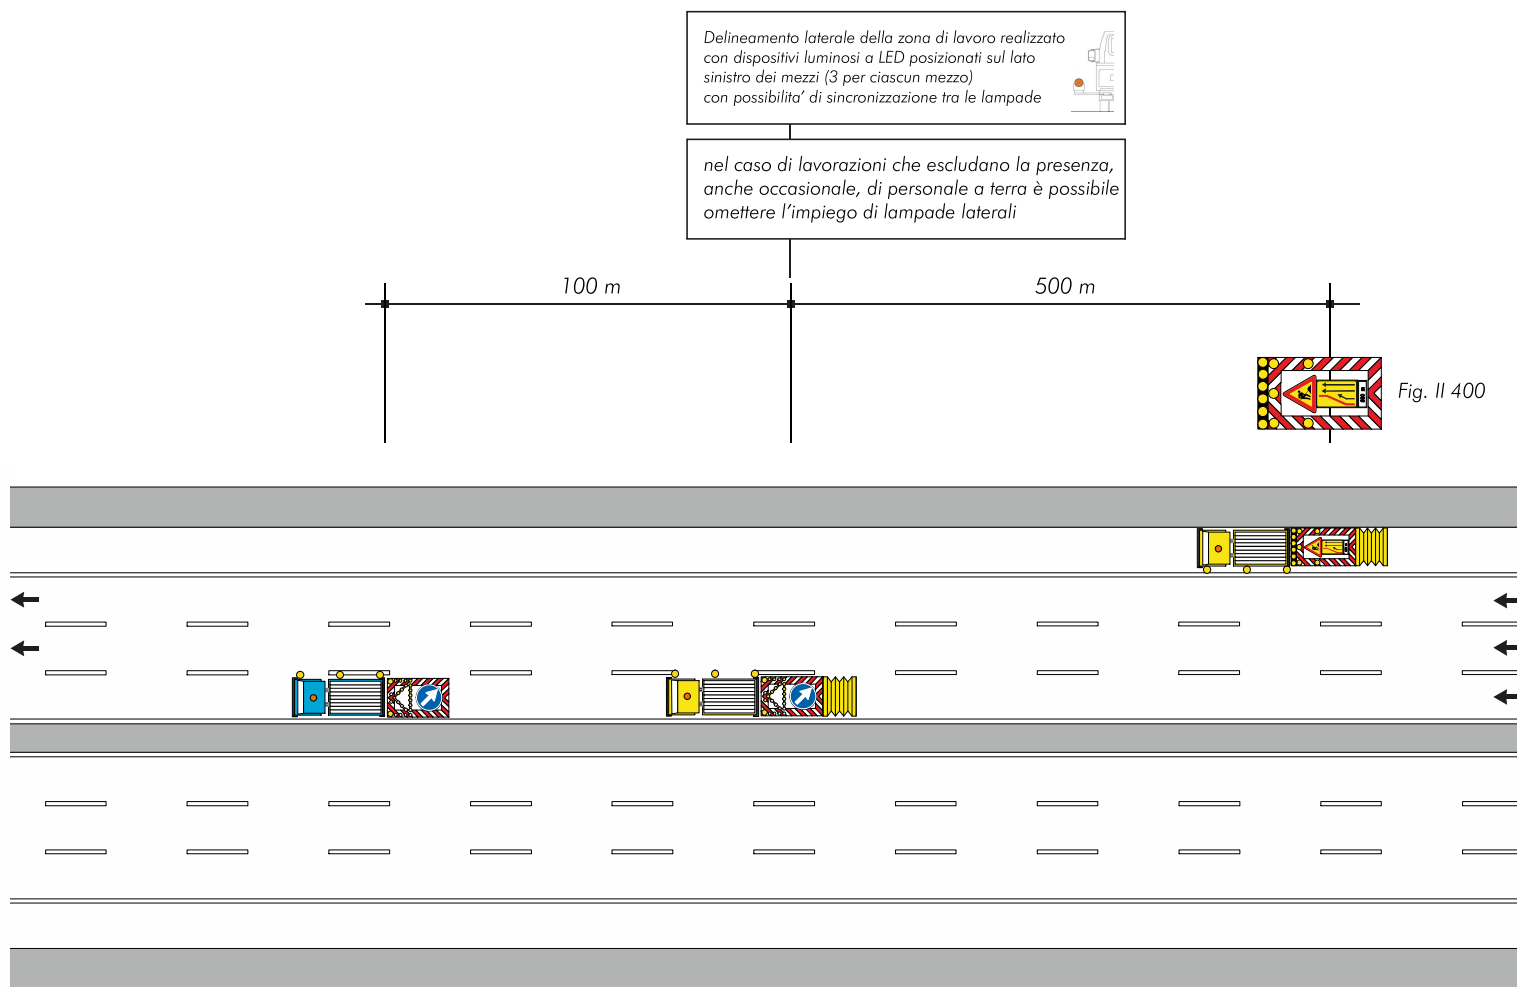 Delineamento laterale della zona di lavoro realizzato
con dispositivi luminosi a LED posizionati sul lato
sinistro dei mezzi (3 per ciascun mezzo)
con possibilita’ di sincronizzazione tra le lampade
nel caso di lavorazioni che escludano la presenza,
anche occasionale, di personale a terra è possibile
omettere l’impiego di lampade laterali
100 m
500 m
Fig. II 400